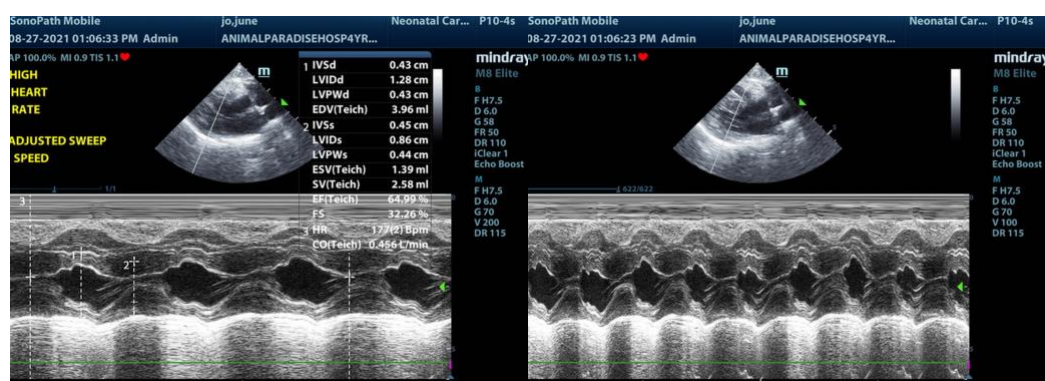 SonoPath Mobile jo,june Neonatal Car... P10-4s
08-27-2021 01:06:33 PM Admin ANIMALPARADISEHOSP4YR...
AP 100.0% MI 0.9 TIS 1.1
mindray
M8 Elite
HIGH
HEART
RATE
ADJUSTED SWEEP
SPEED
m
1 IVSd 0.43 cm
LVIDd 1.28 cm
LVPWd 0.43 cm
EDV(Teich) 3.96 ml
2 IVSs 0.45 cm
LVIDs 0.86 cm
LVPWs 0.44 cm
ESV(Teich) 1.39 ml
SV(Teich) 2.58 ml
EF(Teich) 64.99 %
FS 32.26 %
3 HR 177(2) Bpm
CO(Teich) 0.456 L/min
B
F H7.5
D 6.0
G 58
FR 50
DR 110
iClear 1
Echo Boost
M
F H7.5
D 6.0
G 70
V 200
DR 115
1/1
3
1
2
SonoPath Mobile jo,june Neonatal Car... P10-4s
08-27-2021 01:06:23 PM Admin ANIMALPARADISEHOSP4YR...
AP 100.0% MI 0.9 TIS 1.1
mindray
M8 Elite
m
B
F H7.5
D 6.0
G 58
FR 50
DR 110
iClear 1
Echo Boost
M
F H7.5
D 6.0
G 70
V 100
DR 115
622/622